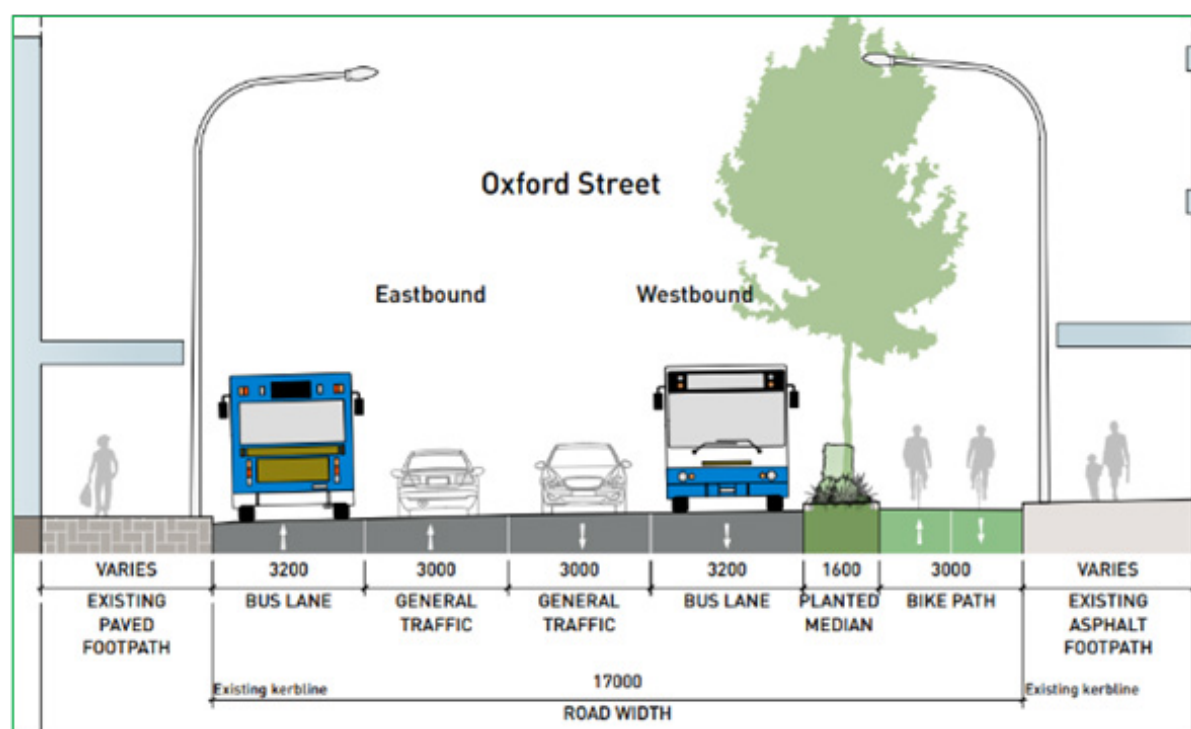 Oxford Street
Eastbound
Westbound
VARIES
3200
3000
3000
3200
1600
3000
VARIES
EXISTING
PAVED
FOOTPATH
BUS LANE
GENERAL
TRAFFIC
GENERAL
TRAFFIC
BUS LANE
PLANTED
MEDIAN
BIKE PATH
EXISTING
ASPHALT
FOOTPATH
Existing kerbline
17000
Existing kerbline
ROAD WIDTH